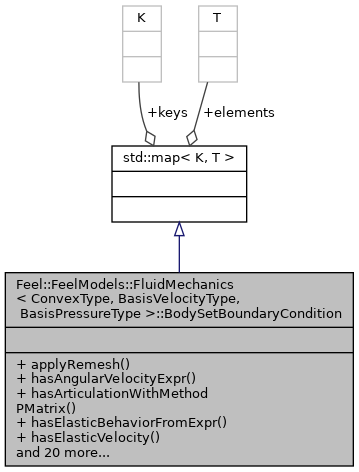 K
T
+keys
+elements
std::map< K, T >
Feel::FeelModels::FluidMechanics
< ConvexType, BasisVelocityType,
BasisPressureType >::BodySetBoundaryCondition
+ applyRemesh()
+ hasAngularVelocityExpr()
+ hasArticulationWithMethod
PMatrix()
+ hasElasticBehaviorFromExpr()
+ hasElasticVelocity()
and 20 more...